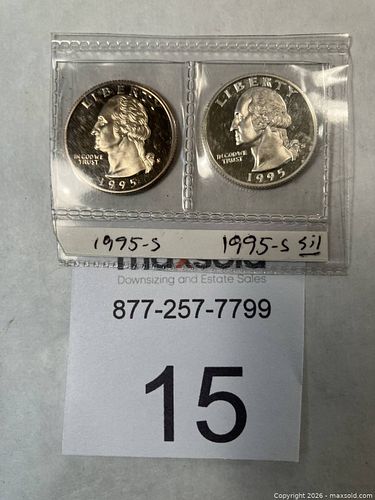 LIBERTY
IN GOD WE
TRUST
S
1995
LIBERTY
IN GOD WE
TRUST
1995
1995-S
1995-S sil
maxsold
Downsizing and Estate Sales
877-257-7799
15
© Copyright 2026 - maxsold.com